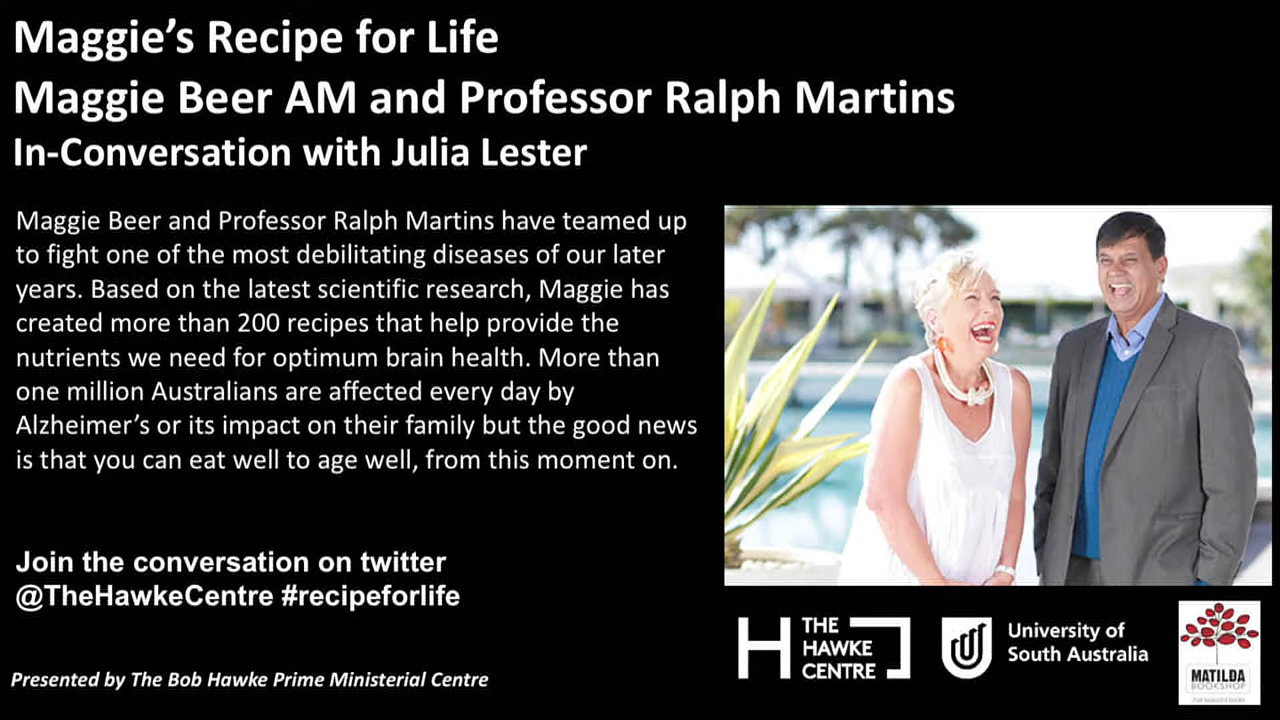 Maggie’s Recipe for Life
Maggie Beer AM and Professor Ralph Martins
In-Conversation with Julia Lester
Maggie Beer and Professor Ralph Martins have teamed up
to fight one of the most debilitating diseases of our later
years. Based on the latest scientific research, Maggie has
created more than 200 recipes that help provide the
nutrients we need for optimum brain health. More than
one million Australians are affected every day by
Alzheimer’s or its impact on their family but the good news
is that you can eat well to age well, from this moment on.
Join the conversation on twitter
@TheHawkeCentre #recipeforlife
Presented by The Bob Hawke Prime Ministerial Centre
THE
HAWKE
CENTRE
University of
South Australia
MATILDA
BOOKSHOP